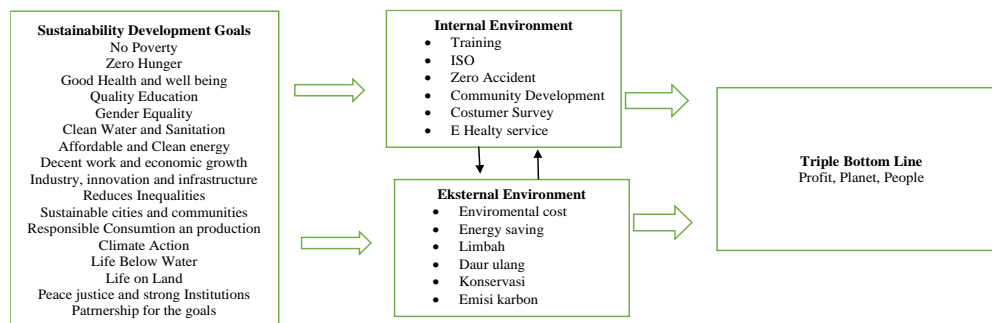 Sustainability Development Goals
No Poverty
Zero Hunger
Good Health and well being
Quality Education
Gender Equality
Clean Water and Sanitation
Affordable and Clean energy
Decent work and economic growth
Industry, innovation and infrastructure
Reduces Inequalities
Sustainable cities and communities
Responsible Consumtion an production
Climate Action
Life Below Water
Life on Land
Peace justice and strong Institutions
Patrnership for the goals
Internal Environment
• Training
• ISO
• Zero Accident
• Community Development
• Costumer Survey
• E Healty service
Eksternal Environment
• Enviromental cost
• Energy saving
• Limbah
• Daur ulang
• Konservasi
• Emisi karbon
Triple Bottom Line
Profit, Planet, People